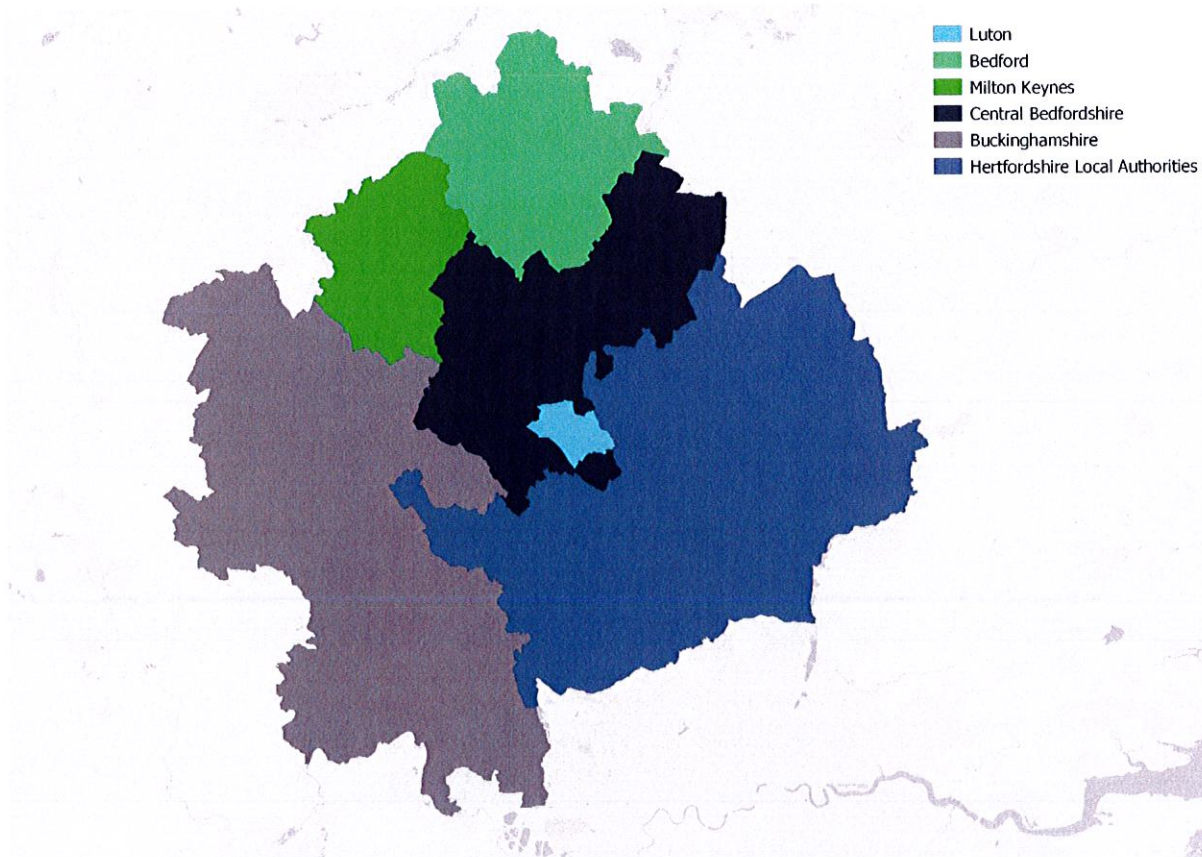 Luton
Bedford
Milton Keynes
Central Bedfordshire
Buckinghamshire
Hertfordshire Local Authorities